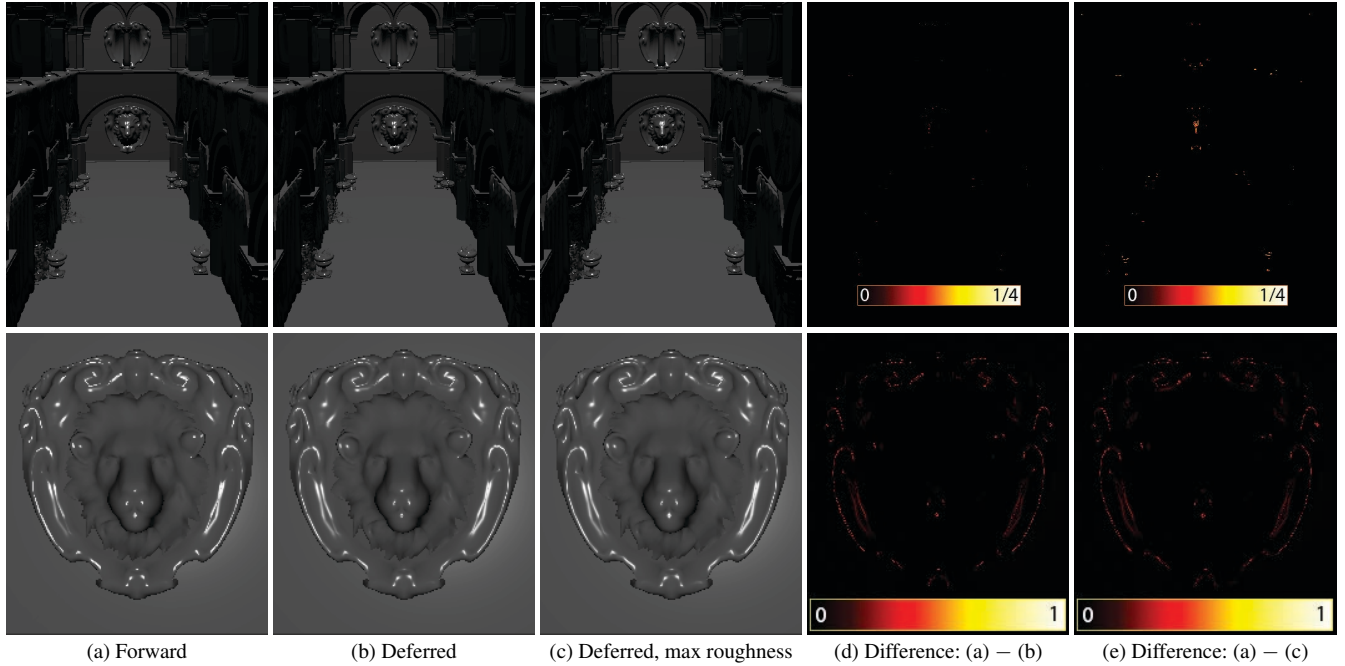 0 1/4
0 1/4
0 1
0 1
(a) Forward
(b) Deferred
(c) Deferred, max roughness
(d) Difference: (a) − (b)
(e) Difference: (a) − (c)